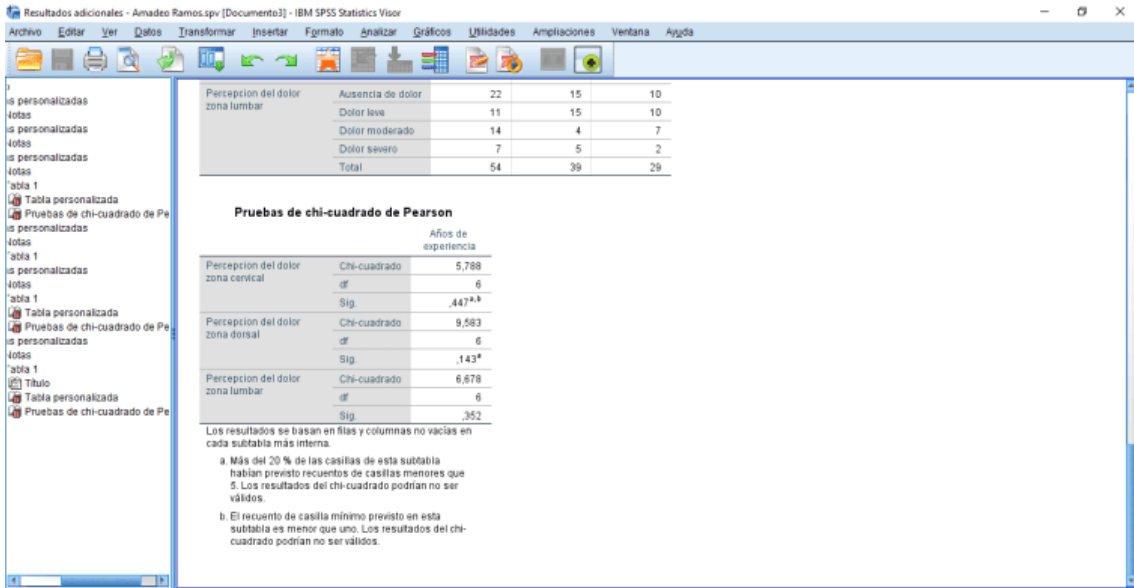 Resultados adicionales - Amadeo Ramos.spv [Documento3] - IBM SPSS Statistics Visor
Archivo Editar Ver Datos Transformar Insertar Formato Analizar Gráficos Utilidades Ampliaciones Ventana Ayuda
s personalizadas
Notas
s personalizadas
Notas
s personalizadas
Notas
Tabla 1
Tabla personalizada
Pruebas de chi-cuadrado de Pe
s personalizadas
Notas
Tabla 1
s personalizadas
Notas
Tabla 1
Tabla personalizada
Pruebas de chi-cuadrado de Pe
s personalizadas
Notas
Tabla 1
Título
Tabla personalizada
Pruebas de chi-cuadrado de Pe
Percepcion del dolor Ausencia de dolor 22 15 10
zona lumbar
Dolor leve 11 15 10
Dolor moderado 14 4 7
Dolor severo 7 5 2
Total 54 39 29
Pruebas de chi-cuadrado de Pearson
Años de
experiencia
Percepcion del dolor Chi-cuadrado 5,788
zona cervical
df 6
Sig. ,447a,b
Percepcion del dolor Chi-cuadrado 9,583
zona dorsal
df 6
Sig. ,143a
Percepcion del dolor Chi-cuadrado 6,678
zona lumbar
df 6
Sig. ,352
Los resultados se basan en filas y columnas no vacías en
cada subtabla más interna.
a. Más del 20 % de las casillas de esta subtabla
habían previsto recuentos de casillas menores que
5. Los resultados del chi-cuadrado podrían no ser
válidos.
b. El recuento de casilla mínimo previsto en esta
subtabla es menor que uno. Los resultados del chi-
cuadrado podrían no ser válidos.